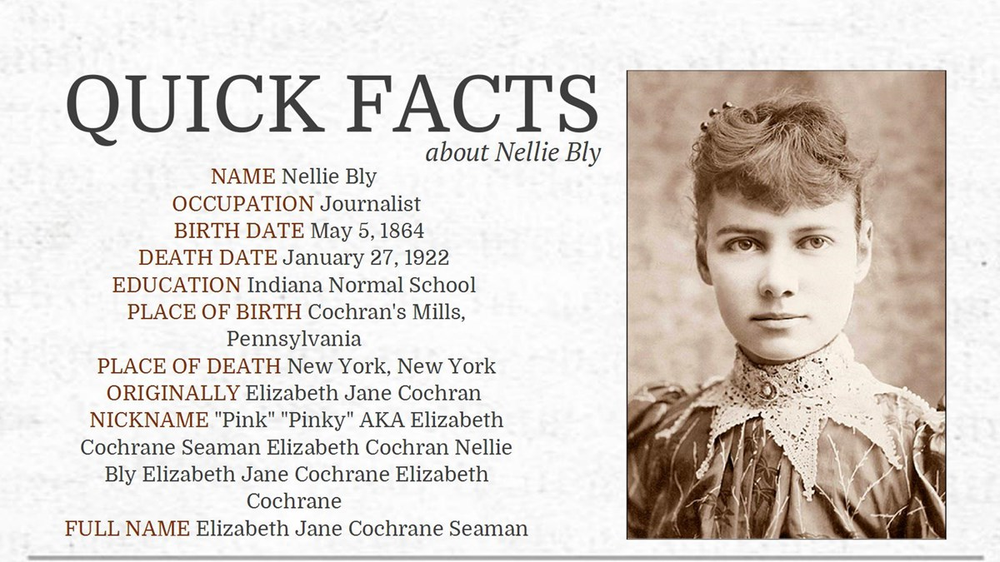 QUICK FACTS
about Nellie Bly
NAME Nellie Bly
OCCUPATION Journalist
BIRTH DATE May 5, 1864
DEATH DATE January 27, 1922
EDUCATION Indiana Normal School
PLACE OF BIRTH Cochran's Mills,
Pennsylvania
PLACE OF DEATH New York, New York
ORIGINALLY Elizabeth Jane Cochran
NICKNAME "Pink" "Pinky" AKA Elizabeth
Cochrane Seaman Elizabeth Cochran Nellie
Bly Elizabeth Jane Cochrane Elizabeth
Cochrane
FULL NAME Elizabeth Jane Cochrane Seaman